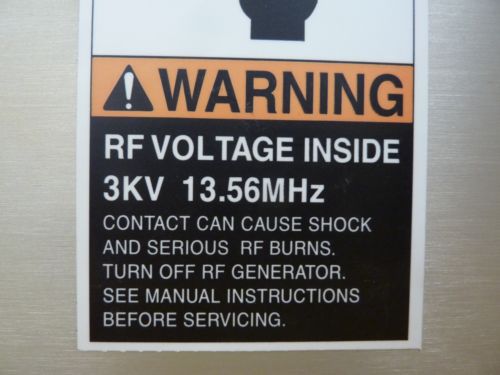 WARNING
RF VOLTAGE INSIDE
3KV 13.56MHz
CONTACT CAN CAUSE SHOCK
AND SERIOUS RF BURNS.
TURN OFF RF GENERATOR.
SEE MANUAL INSTRUCTIONS
BEFORE SERVICING.